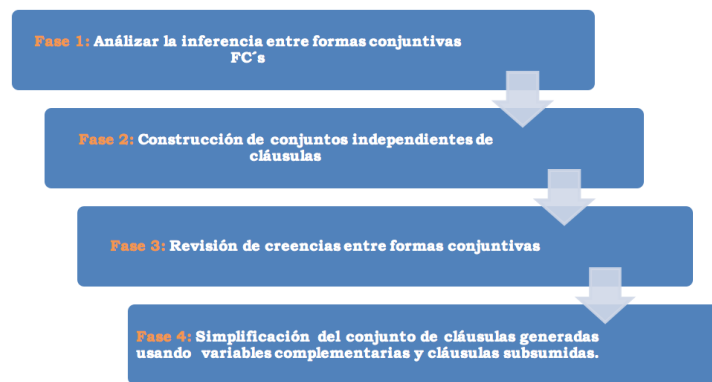 Fase 1: Análizar la inferencia entre formas conjuntivas
FC´s
Fase 2: Construcción de conjuntos independientes de
cláusulas
Fase 3: Revisión de creencias entre formas conjuntivas
Fase 4: Simplificación del conjunto de cláusulas generadas
usando variables complementarias y cláusulas subsumidas.